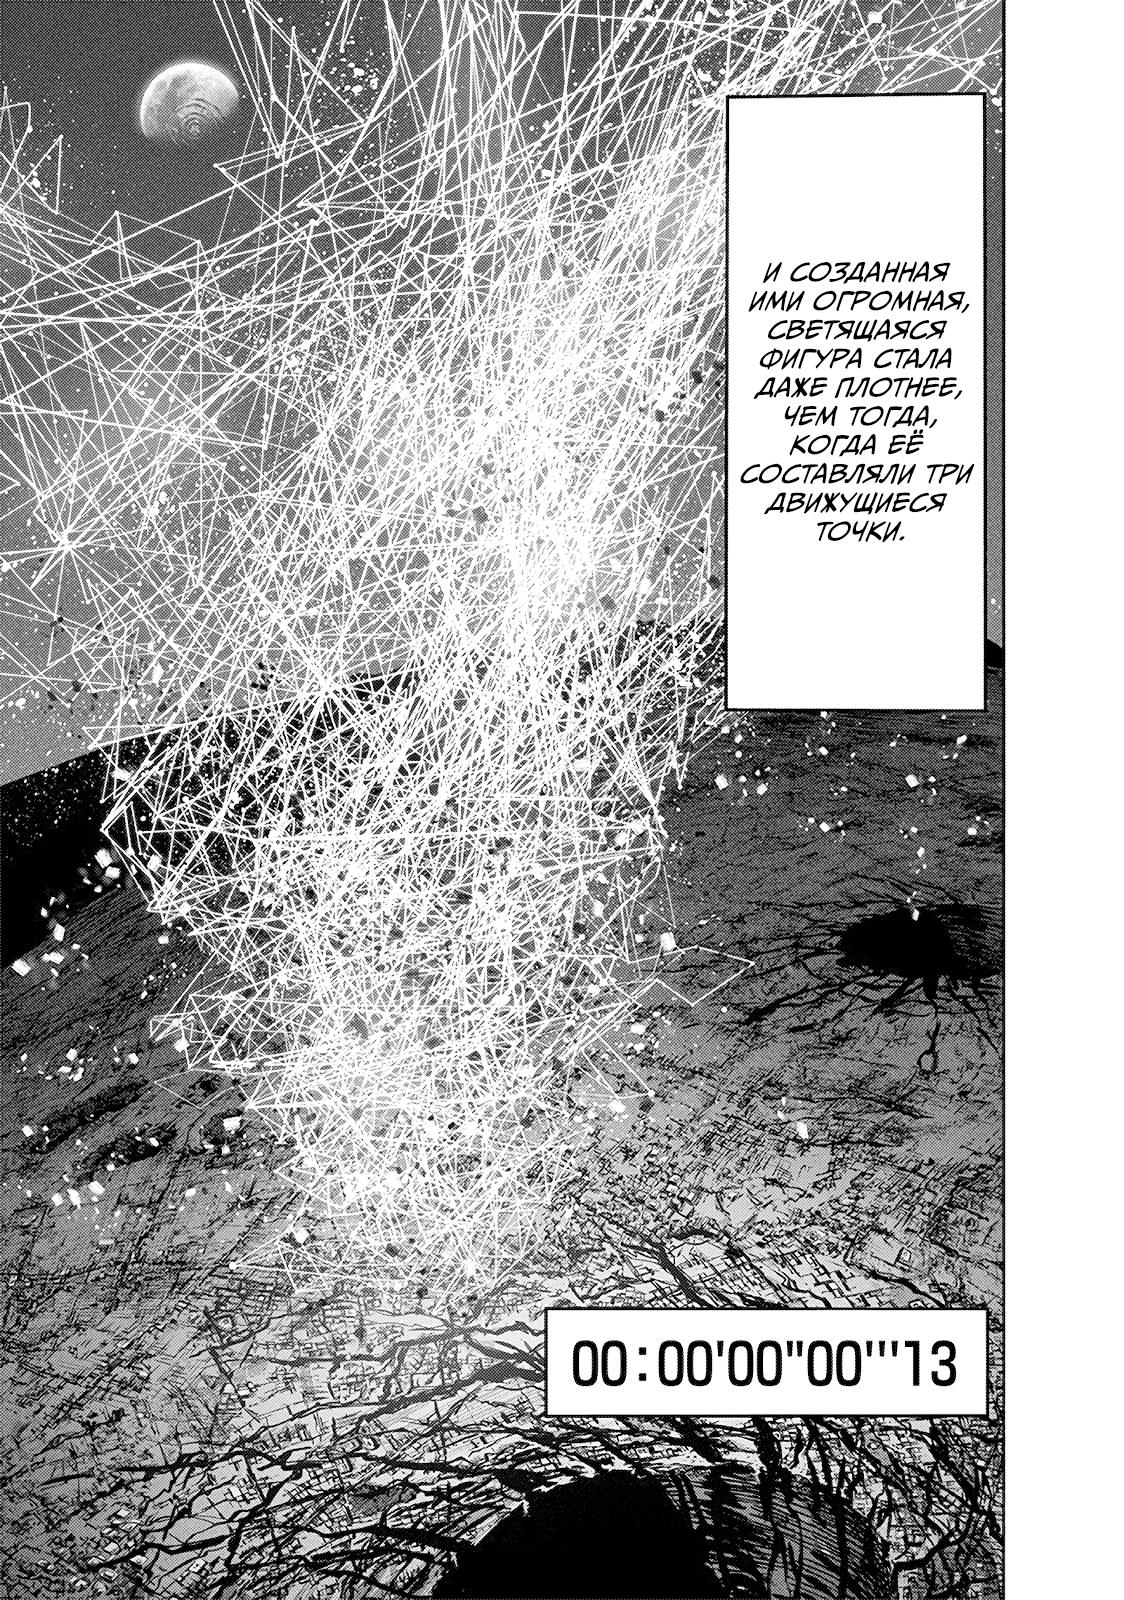 И СОЗДАННАЯ
ИМИ ОГРОМНАЯ,
СВЕТЯЩАЯСЯ
ФИГУРА СТАЛА
ДАЖЕ ПЛОТНЕЕ,
ЧЕМ ТОГДА,
КОГДА ЕЁ
СОСТАВЛЯЛИ ТРИ
ДВИЖУЩИЕСЯ
ТОЧКИ.
00:00'00"00'''13